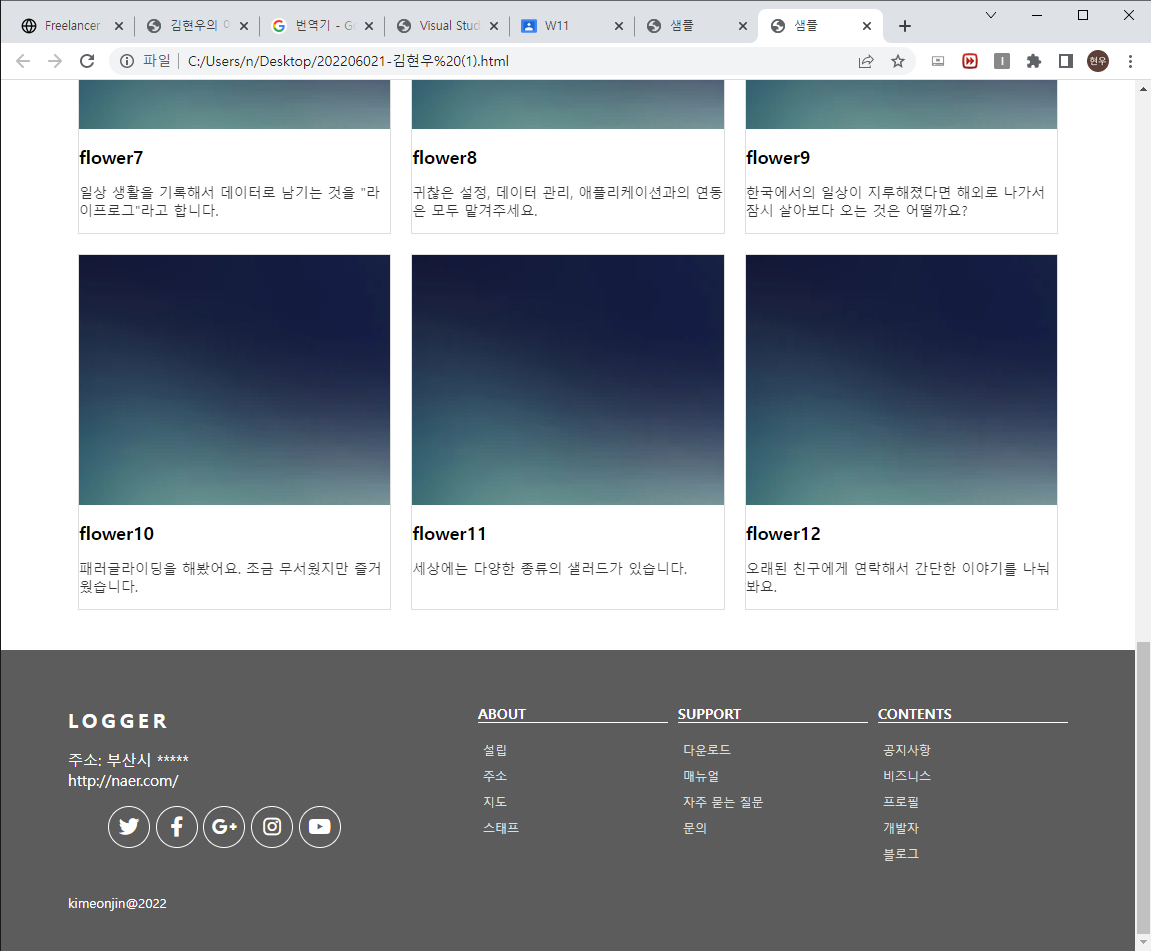 Freelancer
김현우의 이
번역기 - Go
Visual Stud
W11
샘플
샘플
파일
C:/Users/n/Desktop/202206021-김현우%20(1).html
현우
flower7
일상 생활을 기록해서 데이터로 남기는 것을 "라
이프로그"라고 합니다.
flower8
귀찮은 설정, 데이터 관리, 애플리케이션과의 연동
은 모두 맡겨주세요.
flower9
한국에서의 일상이 지루해졌다면 해외로 나가서
잠시 살아보다 오는 것은 어떨까요?
flower10
패러글라이딩을 해봤어요. 조금 무서웠지만 즐거
웠습니다.
flower11
세상에는 다양한 종류의 샐러드가 있습니다.
flower12
오래된 친구에게 연락해서 간단한 이야기를 나눠
봐요.
LOGGER
주소: 부산시 *****
http://naer.com/
kimeonjin@2022
ABOUT
설립
주소
지도
스태프
SUPPORT
다운로드
매뉴얼
자주 묻는 질문
문의
CONTENTS
공지사항
비즈니스
프로필
개발자
블로그